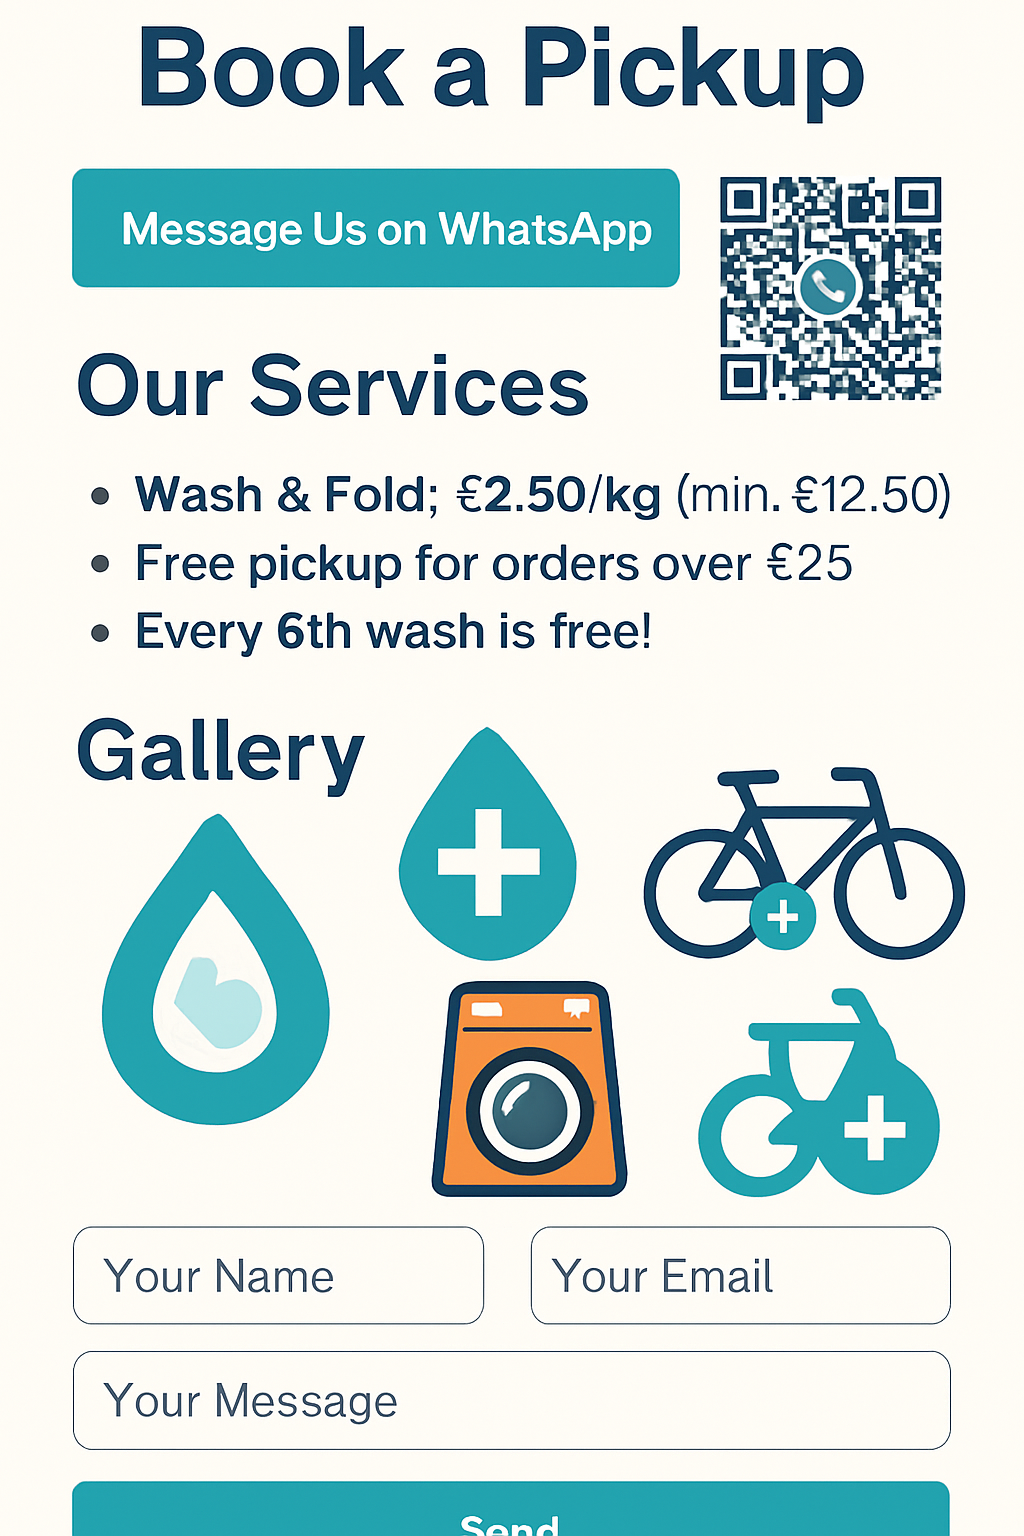 Book a Pickup
Message Us on WhatsApp
Our Services
• Wash & Fold; €2.50/kg (min. €12.50)
• Free pickup for orders over €25
• Every 6th wash is free!
Gallery
Your Name
Your Email
Your Message
Send